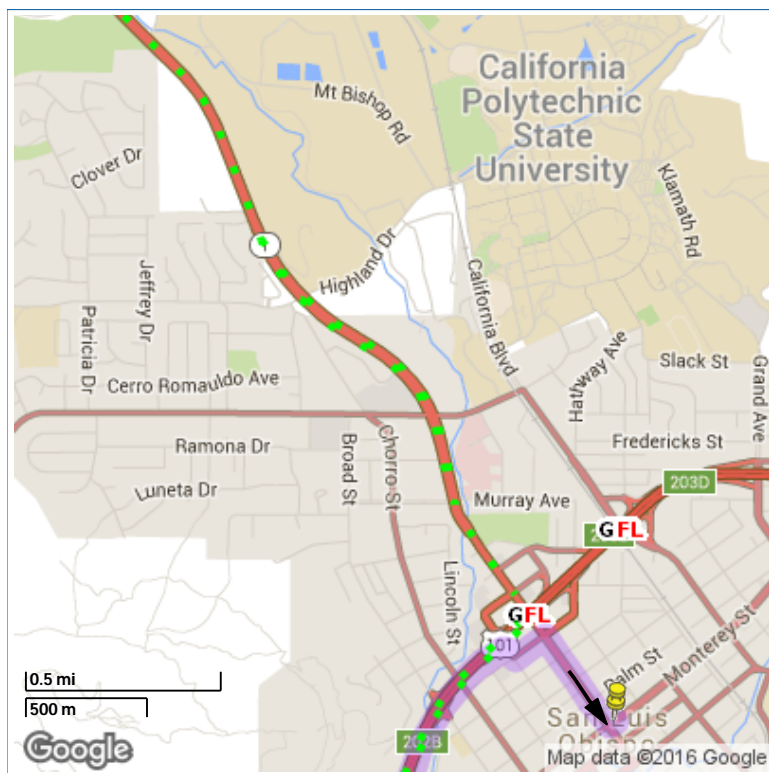 California
Polytechnic
State
University
Mt Bishop Rd
Clover Dr
Klamath Rd
Highland Dr
Jeffrey Dr
California Blvd
Patricia Dr
Hathway Ave
Slack St
Grand Ave
Cerro Romauldo Ave
Ramona Dr
Broad St
Chorro St
Fredericks St
Luneta Dr
Murray Ave
203D
GFL
Lincoln St
GFL
101
Palm St
Monterey St
0.5 mi
500 m
San Luis
Obispo
202B
Google
Map data ©2016 Google